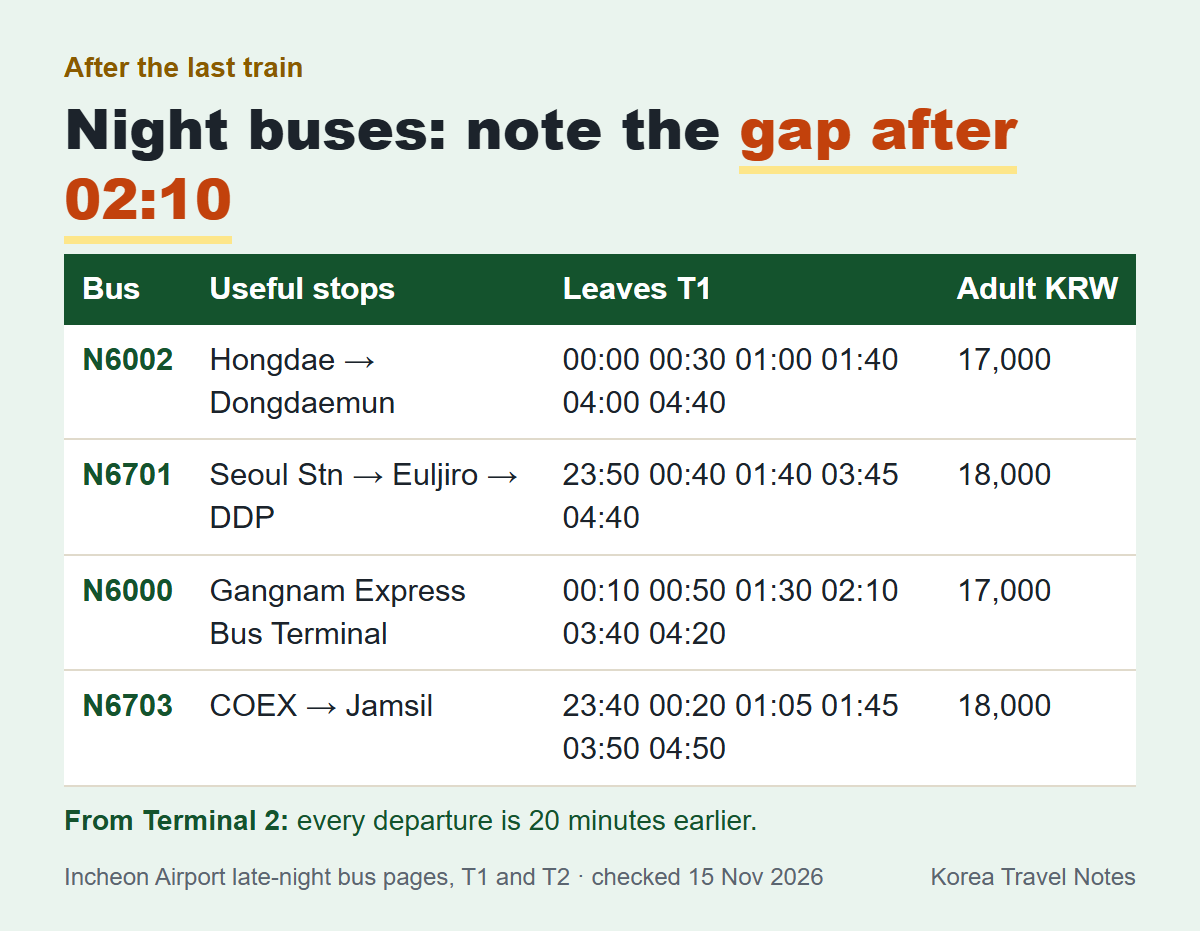 After the last train
Night buses: note the gap after
02:10
Bus Useful stops Leaves T1 Adult KRW
N6002 Hongdae → 00:00 00:30 01:00 01:40 17,000
Dongdaemun 04:00 04:40
N6701 Seoul Stn → Euljiro → 23:50 00:40 01:40 03:45 18,000
DDP 04:40
N6000 Gangnam Express 00:10 00:50 01:30 02:10 17,000
Bus Terminal 03:40 04:20
N6703 COEX → Jamsil 23:40 00:20 01:05 01:45 18,000
03:50 04:50
From Terminal 2: every departure is 20 minutes earlier.
Incheon Airport late-night bus pages, T1 and T2 · checked 15 Nov 2026 Korea Travel Notes